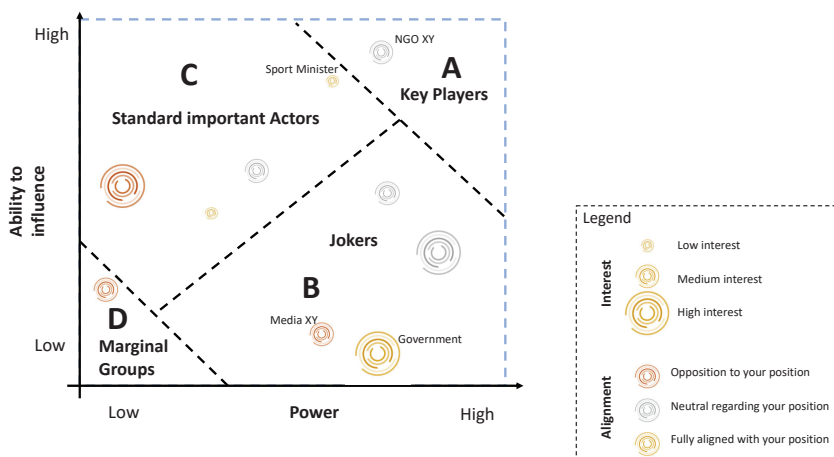 High
NGO XY
C
Sport Minister
A
Key Players
Standard important Actors
Ability to
influence
Jokers
B
D
Media XY
Government
Low
Marginal
Groups
Low
Power
High
Legend
Interest
Low interest
Medium interest
High interest
Alignment
Opposition to your position
Neutral regarding your position
Fully aligned with your position